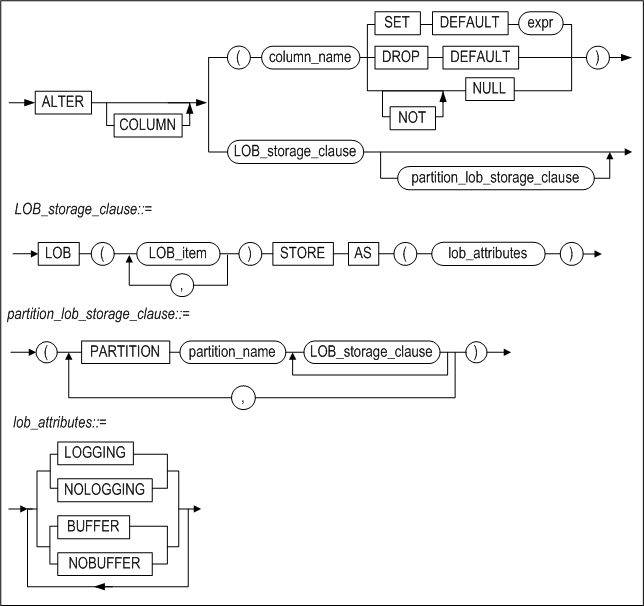 SET DEFAULT expr
( column_name DROP DEFAULT )
ALTER NULL
COLUMN NOT
LOB_storage_clause
partition_lob_storage_clause
LOB_storage_clause::=
LOB ( LOB_item ) STORE AS ( lob_attributes )
,
partition_lob_storage_clause::=
( PARTITION partition_name LOB_storage_clause )
,
lob_attributes::=
LOGGING
NOLOGGING
BUFFER
NOBUFFER